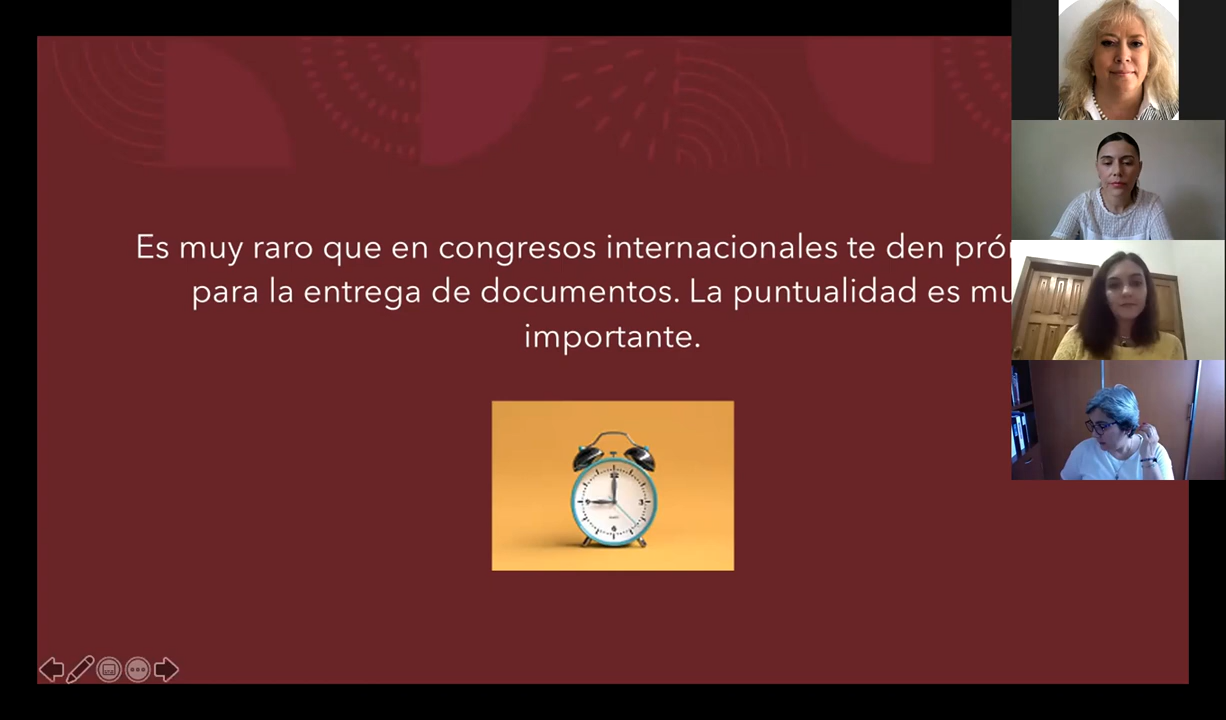 Es muy raro que en congresos internacionales te den
para la entrega de documentos. La puntualidad es
importante.